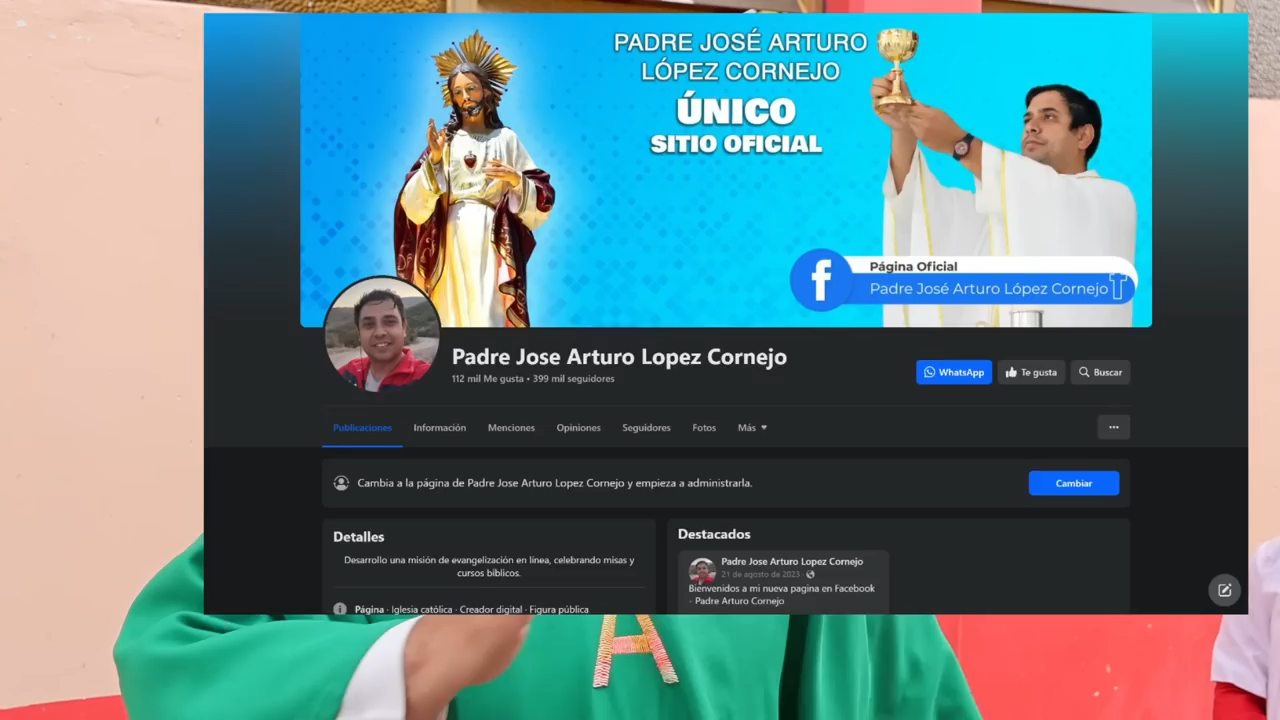 PADRE JOSÉ ARTURO
LÓPEZ CORNEJO
ÚNICO
SITIO OFICIAL
Página Oficial
Padre José Arturo López Cornejo
Padre Jose Arturo Lopez Cornejo
112 mil Me gusta • 399 mil seguidores
WhatsApp
Te gusta
Buscar
Publicaciones
Información
Menciones
Opiniones
Seguidores
Fotos
Más
Cambia a la página de Padre Jose Arturo Lopez Cornejo y empieza a administrarla.
Cambiar
Detalles
Desarrollo una misión de evangelización en línea, celebrando misas y
cursos bíblicos.
Página · Iglesia católica · Creador digital · Figura pública
Destacados
Padre Jose Arturo Lopez Cornejo
21 de agosto de 2023
Bienvenidos a mi nueva pagina en Facebook
- Padre Arturo Cornejo